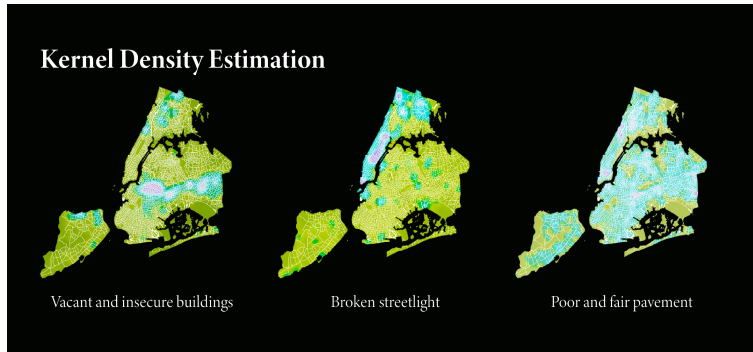 Kernel Density Estimation
Vacant and insecure buildings
Broken streetlight
Poor and fair pavement